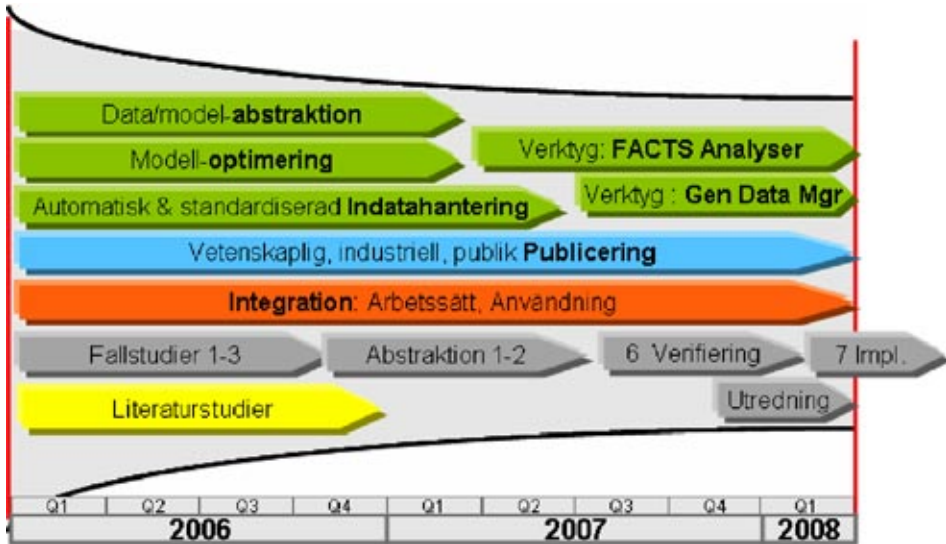 Data/model-abstraktion
Verktyg: FACTS Analyser
Modell-optimering
Verktyg : Gen Data Mgr
Automatisk & standardiserad Indatahantering
Vetenskaplig, industriell, publik Publicering
Integration: Arbetssätt, Användning
Fallstudier 1-3
Abstraktion 1-2
6 Verifiering
7 Impl.
Literaturstudier
Utredning
Q1 Q2 Q3 Q4 Q1 Q2 Q3 Q4 Q1
2006 2007 2008